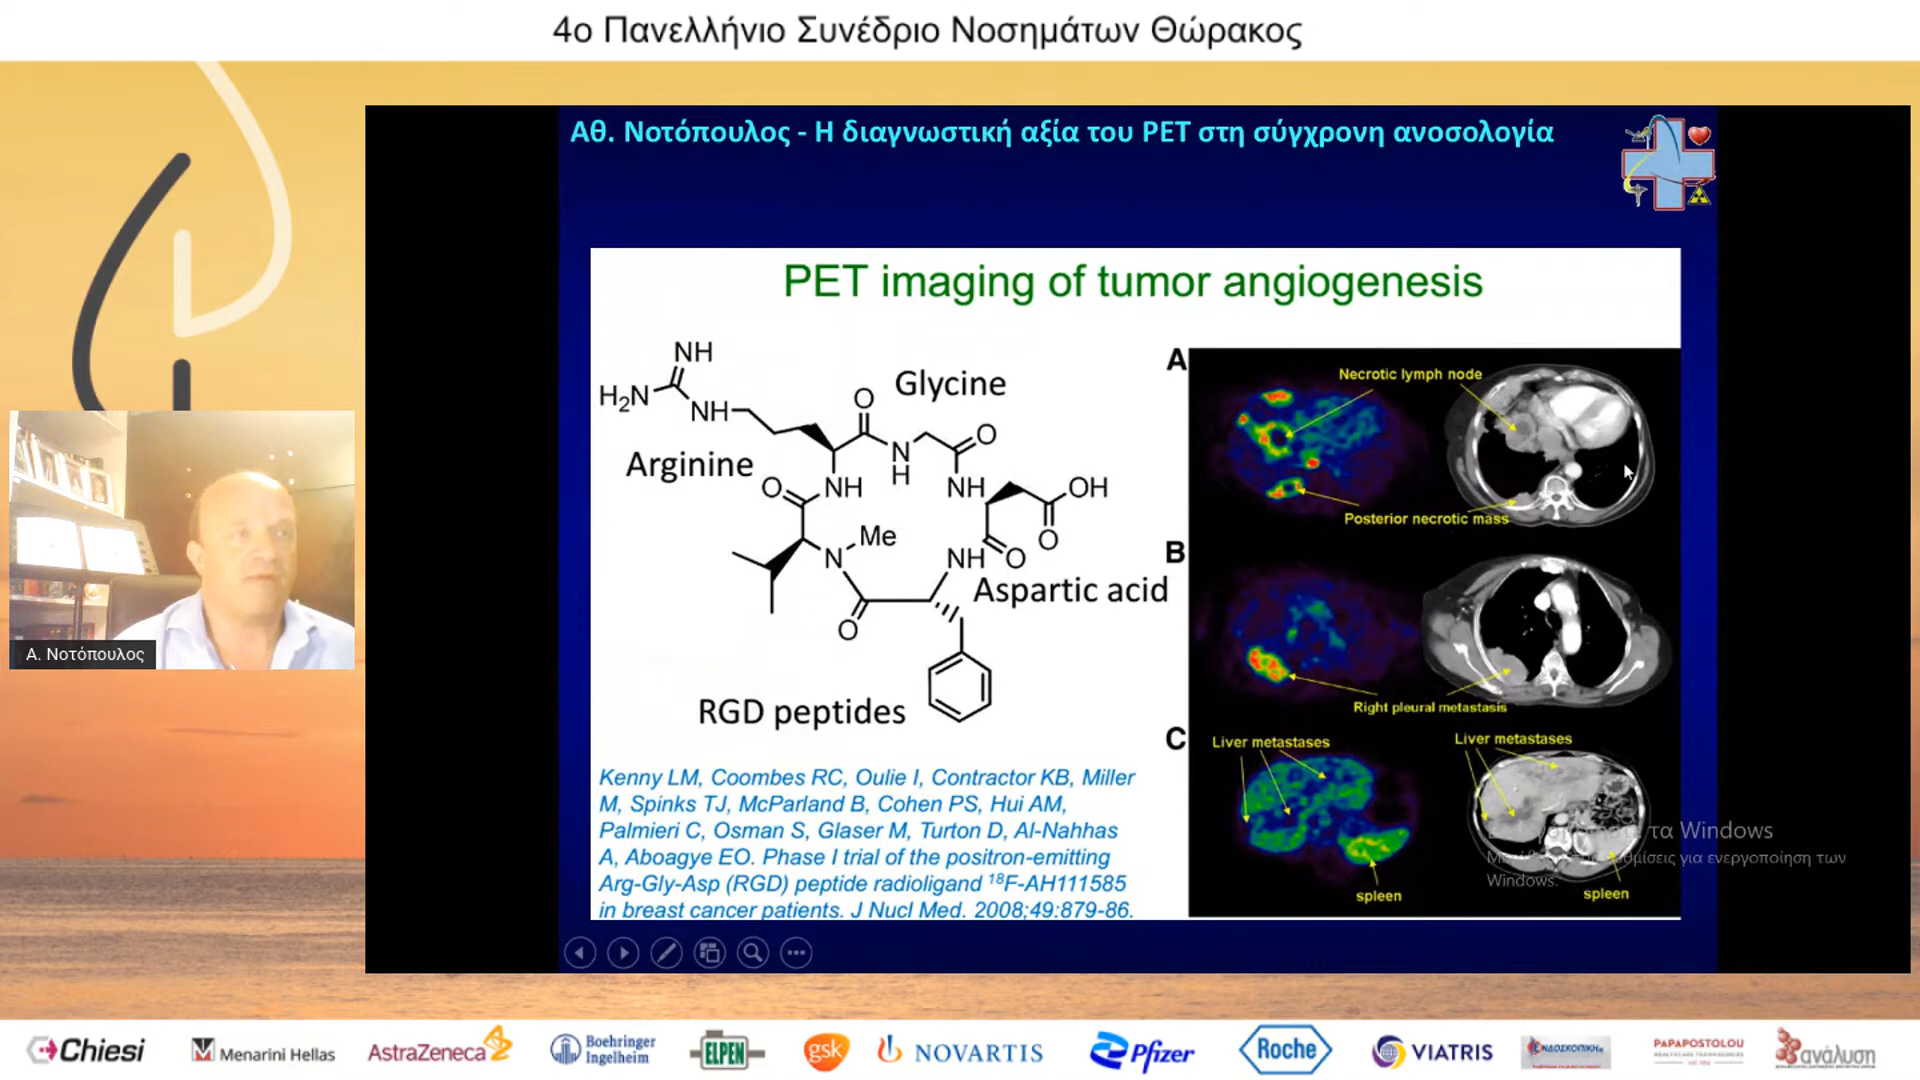 4ο Πανελλήνιο Συνέδριο Νοσημάτων Θώρακος
Αθ. Νοτόπουλος - Η διαγνωστική αξία του PET στη σύγχρονη ανοσολογία
PET imaging of tumor angiogenesis
NH
H2N
NH
O
Glycine
Arginine
N
H
O
O
NH
NH
OH
O
N
Me
NH
O
Aspartic acid
O
RGD peptides
A
Necrotic lymph node
Posterior necrotic mass
B
Right pleural metastasis
C
Liver metastases
Liver metastases
spleen
spleen
Kenny LM, Coombes RC, Oulie I, Contractor KB, Miller
M, Spinks TJ, McParland B, Cohen PS, Hui AM,
Palmieri C, Osman S, Glaser M, Turton D, Al-Nahhas
A, Aboagye EO. Phase I trial of the positron-emitting
Arg-Gly-Asp (RGD) peptide radioligand 18F-AH111585
in breast cancer patients. J Nucl Med. 2008;49:879-86.
τα Windows
για ενεργοποίηση των
Windows.
Α. Νοτόπουλος
Chiesi
Menarini Hellas
AstraZeneca
Boehringer
Ingelheim
ELPEN
gsk
NOVARTIS
Pfizer
Roche
VIATRIS
ΕΝΔΟΣΚΟΠΙΚΗ
PAPAPOSTOLOU
ανάλυση